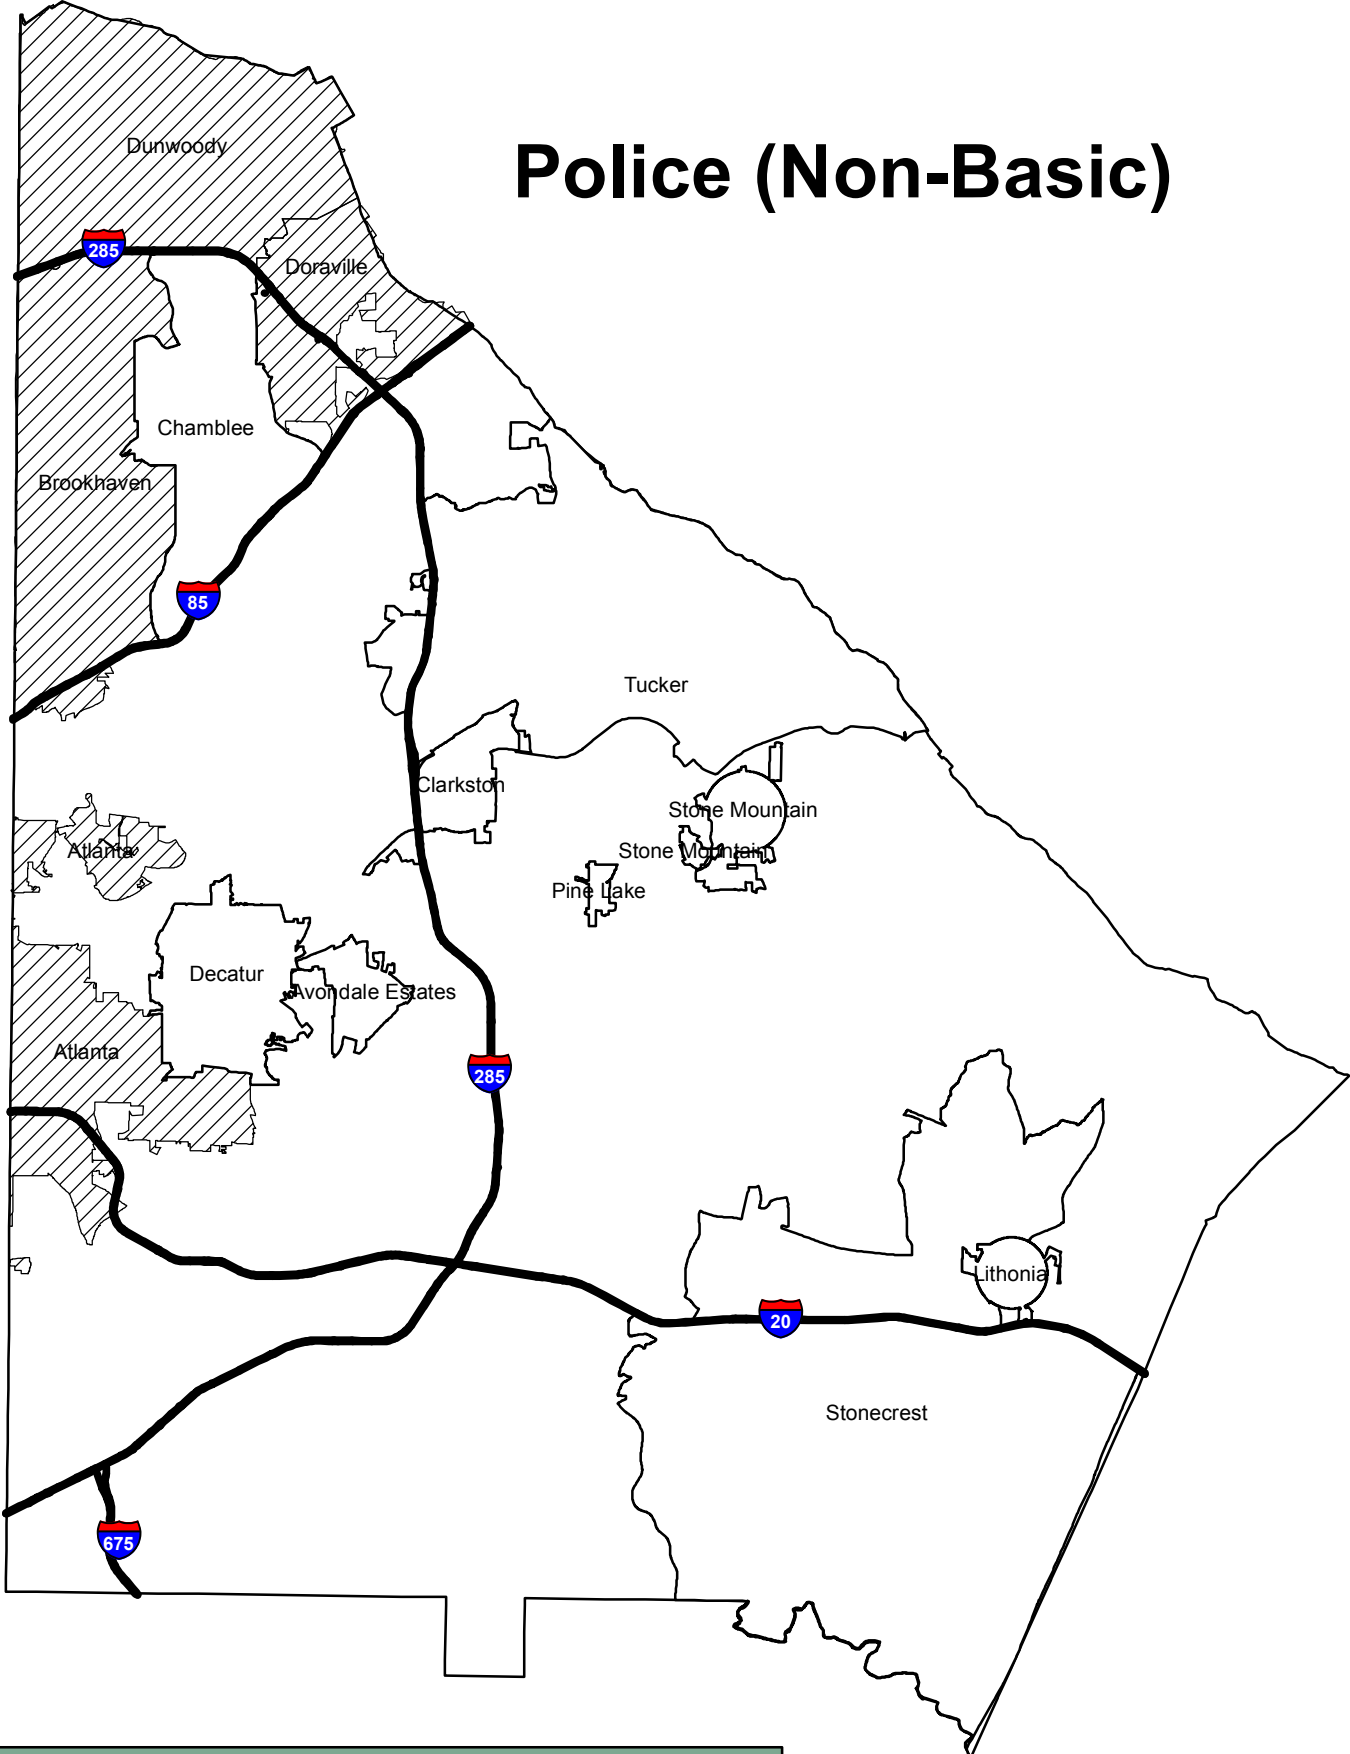 Police (Non-Basic)
Dunwoody
285
Doraville
Chamblee
Brookhaven
85
Tucker
Clarkston
Stone Mountain
Stone Mountain
Atlanta
Pine Lake
Decatur
Avondale Estates
Atlanta
285
Lithonia
20
Stonecrest
675